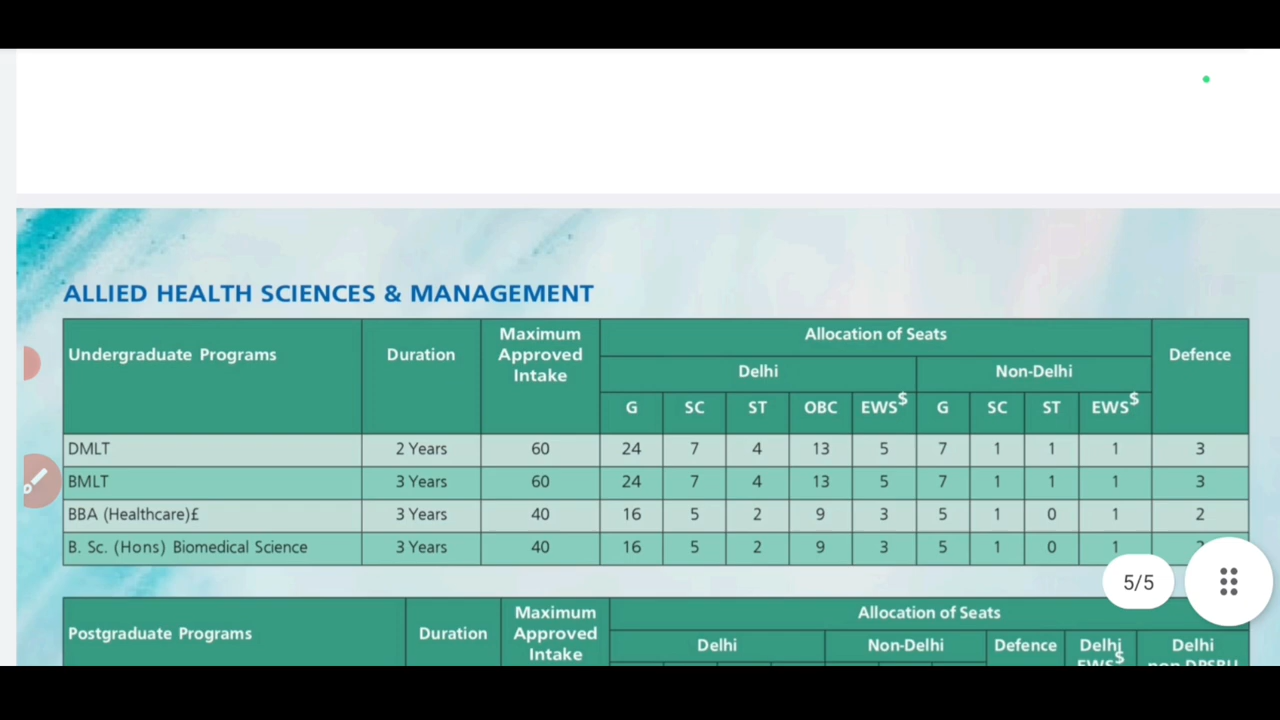 ALLIED HEALTH SCIENCES & MANAGEMENT
Undergraduate Programs Duration Maximum Approved Intake Allocation of Seats Defence
Delhi Non-Delhi
G SC ST OBC EWS$ G SC ST EWS$
DMLT 2 Years 60 24 7 4 13 5 7 1 1 1 3
BMLT 3 Years 60 24 7 4 13 5 7 1 1 1 3
BBA (Healthcare)£ 3 Years 40 16 5 2 9 3 5 1 0 1 2
B. Sc. (Hons) Biomedical Science 3 Years 40 16 5 2 9 3 5 1 0 1
5/5
Postgraduate Programs Duration Maximum Approved Intake Allocation of Seats
Delhi Non-Delhi Defence Delhi EWS$ Delhi